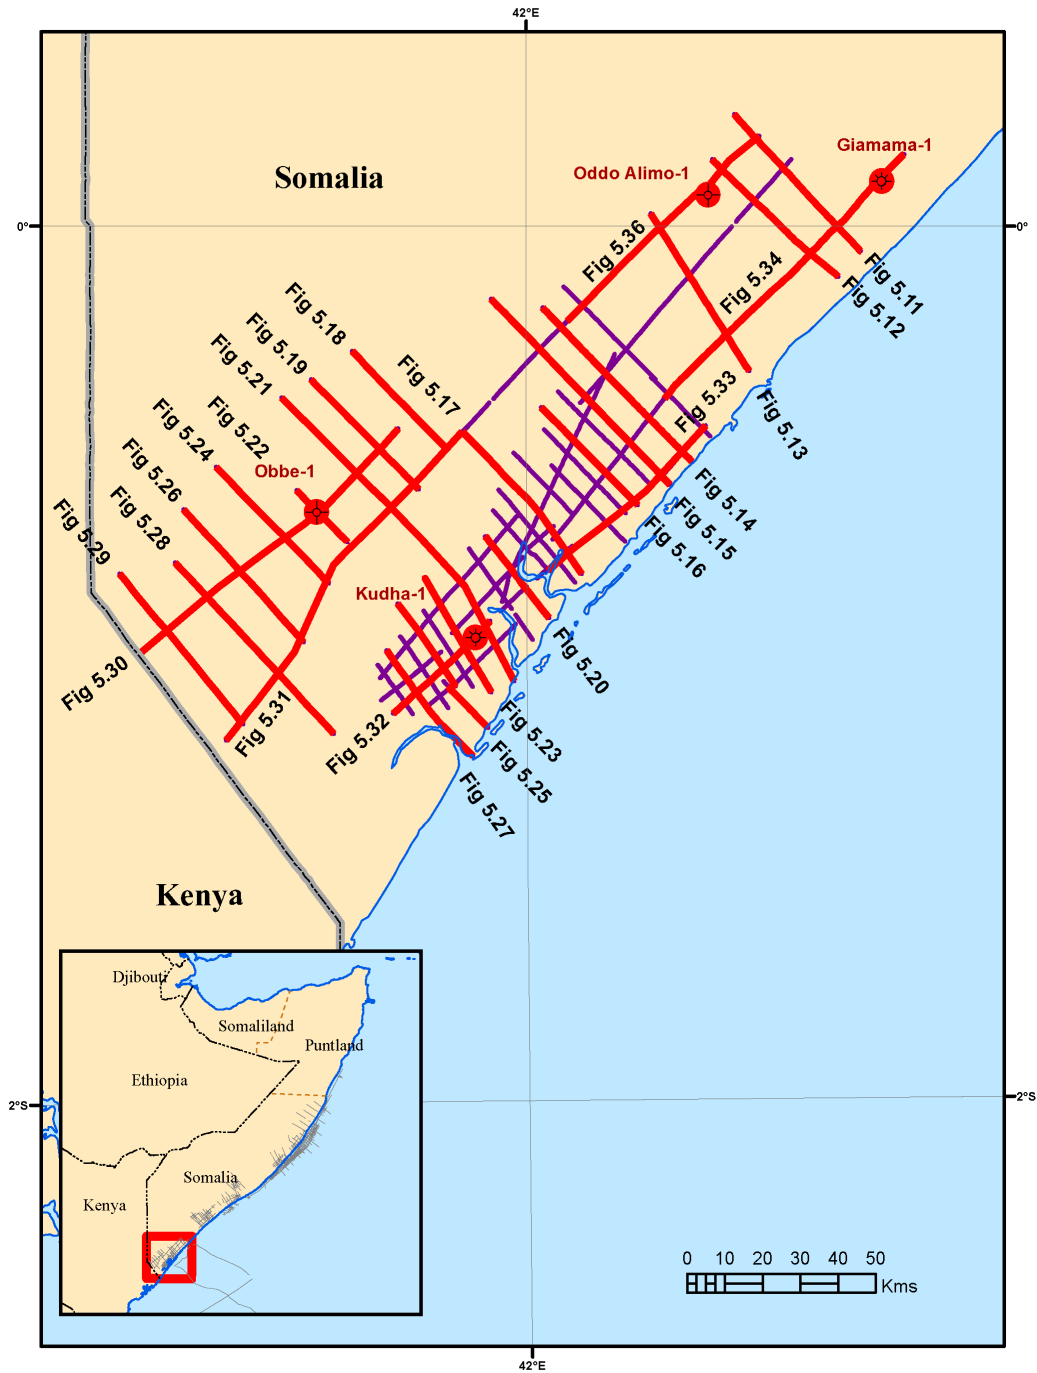 42°E
Giamama-1
Oddo Alimo-1
Somalia
0°
0°
Fig 5.36
Fig 5.34
Fig 5.11
Fig 5.12
Fig 5.18
Fig 5.19
Fig 5.17
Fig 5.21
Fig 5.33
Fig 5.13
Fig 5.22
Fig 5.24
Obbe-1
Fig 5.26
Fig 5.28
Fig 5.29
Fig 5.14
Fig 5.15
Fig 5.16
Kudha-1
Fig 5.20
Fig 5.30
Fig 5.31
Fig 5.32
Fig 5.23
Fig 5.25
Fig 5.27
Kenya
Djibouti
Somaliland
Puntland
Ethiopia
2°S
2°S
Somalia
Kenya
0 10 20 30 40 50
Kms
42°E